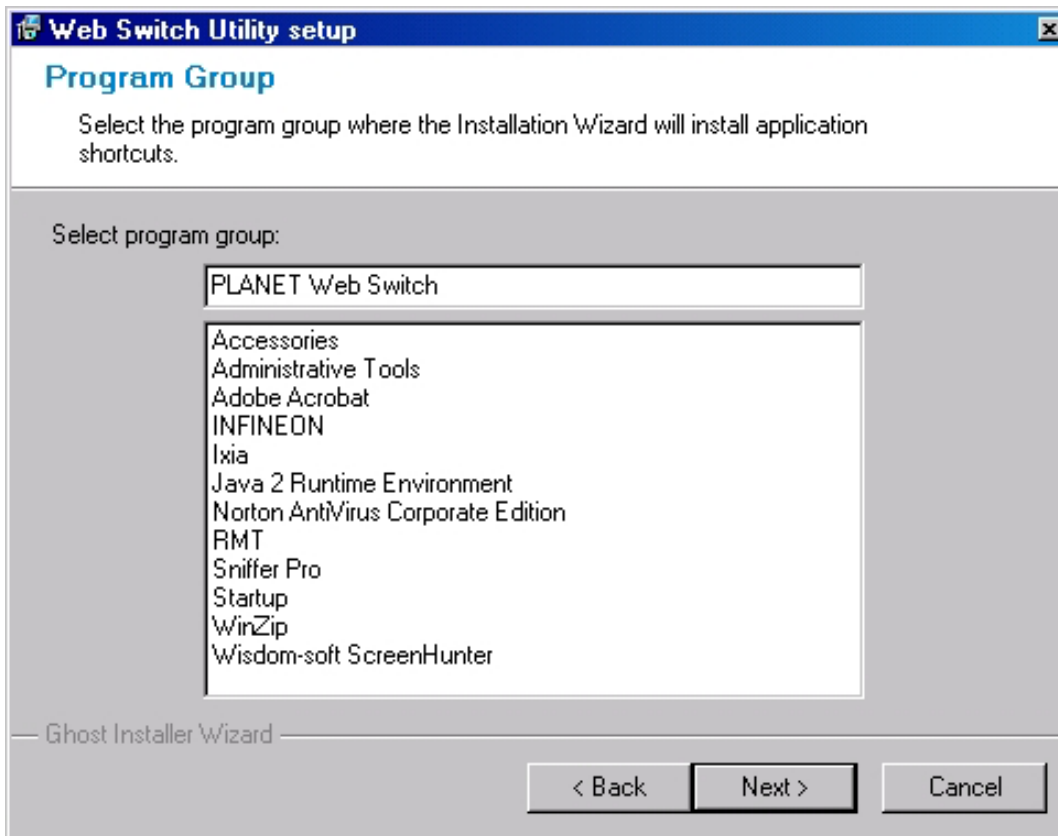 Web Switch Utility setup
Program Group
Select the program group where the Installation Wizard will install application
shortcuts.
Select program group:
PLANET Web Switch
Accessories
Administrative Tools
Adobe Acrobat
INFINEON
Ixia
Java 2 Runtime Environment
Norton AntiVirus Corporate Edition
RMT
Sniffer Pro
Startup
WinZip
Wisdom-soft ScreenHunter
Ghost Installer Wizard
< Back Next > Cancel